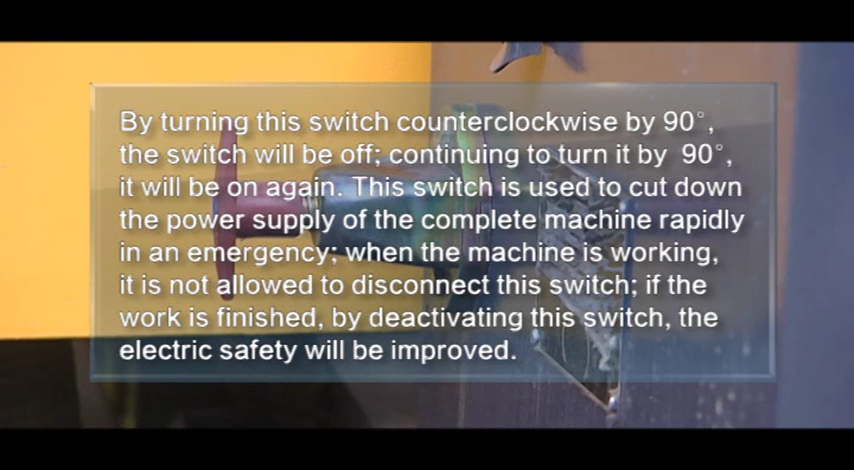 By turning this switch counterclockwise by 90°,
the switch will be off; continuing to turn it by 90°,
it will be on again. This switch is used to cut down
the power supply of the complete machine rapidly
in an emergency; when the machine is working,
it is not allowed to disconnect this switch; if the
work is finished, by deactivating this switch, the
electric safety will be improved.